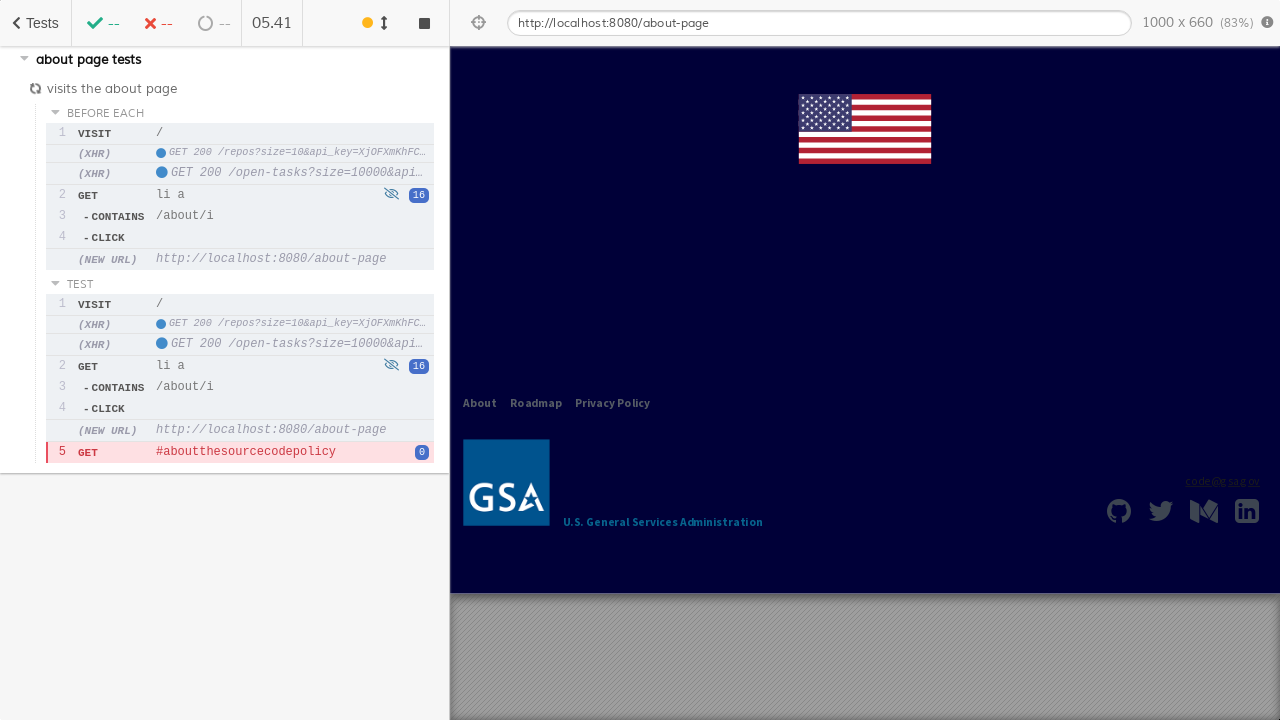 Tests
--
--
--
05.41
http://localhost:8080/about-page
1000 x 660 (83%)
about page tests
visits the about page
BEFORE EACH
1 VISIT /
(XHR) GET 200 /repos?size=10&api_key=XjOFXmKhFC…
(XHR) GET 200 /open-tasks?size=10000&api…
2 GET li a 16
3 -CONTAINS /about/i
4 -CLICK
(NEW URL) http://localhost:8080/about-page
TEST
1 VISIT /
(XHR) GET 200 /repos?size=10&api_key=XjOFXmKhFC…
(XHR) GET 200 /open-tasks?size=10000&api…
2 GET li a 16
3 -CONTAINS /about/i
4 -CLICK
(NEW URL) http://localhost:8080/about-page
5 GET #aboutthesourcecodepolicy 0
About Roadmap Privacy Policy
GSA
U.S. General Services Administration
code@gsa.gov